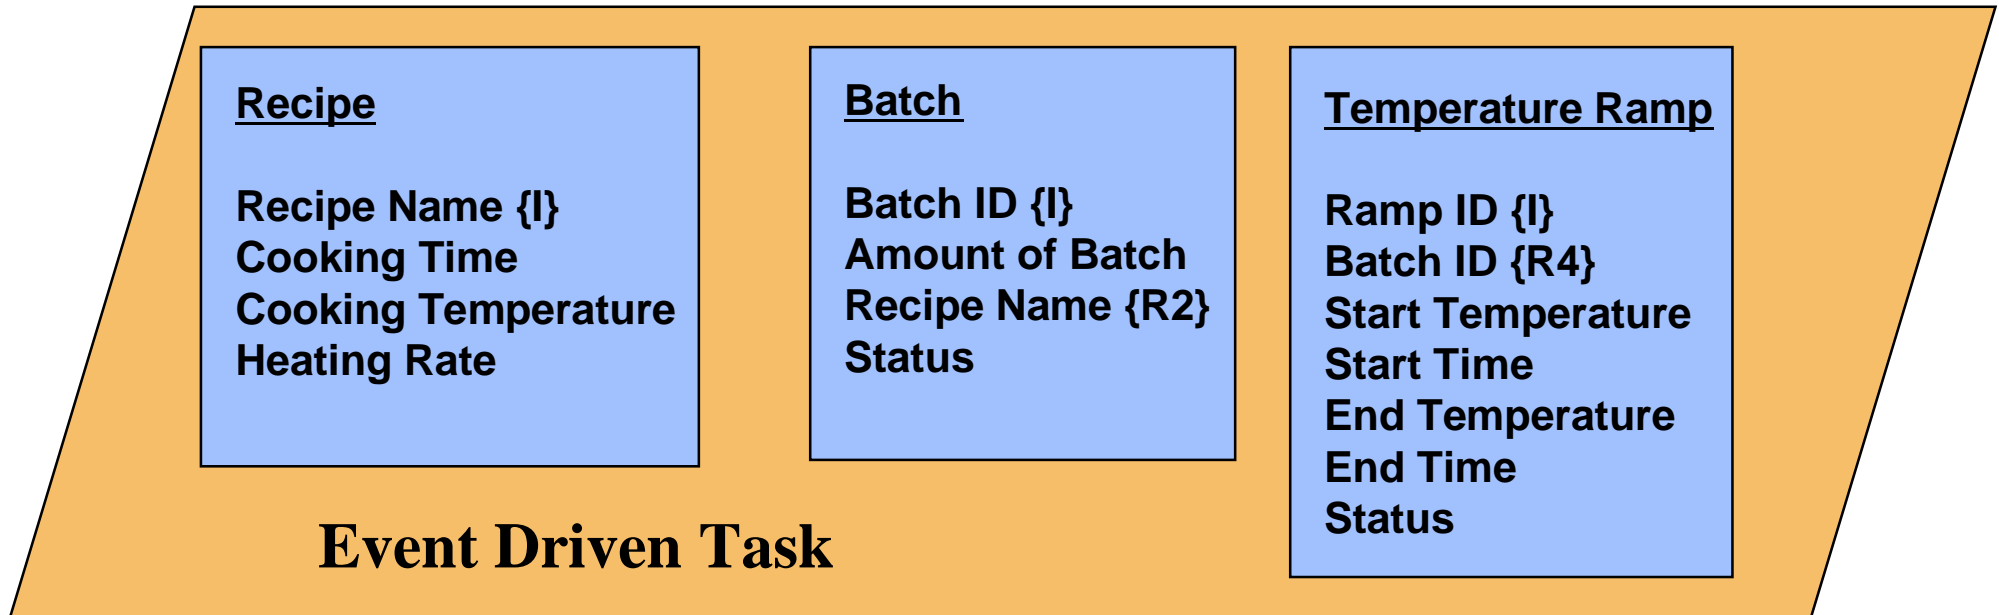 Recipe
Recipe Name {I}
Cooking Time
Cooking Temperature
Heating Rate
Batch
Batch ID {I}
Amount of Batch
Recipe Name {R2}
Status
Temperature Ramp
Ramp ID {I}
Batch ID {R4}
Start Temperature
Start Time
End Temperature
End Time
Status
Event Driven Task